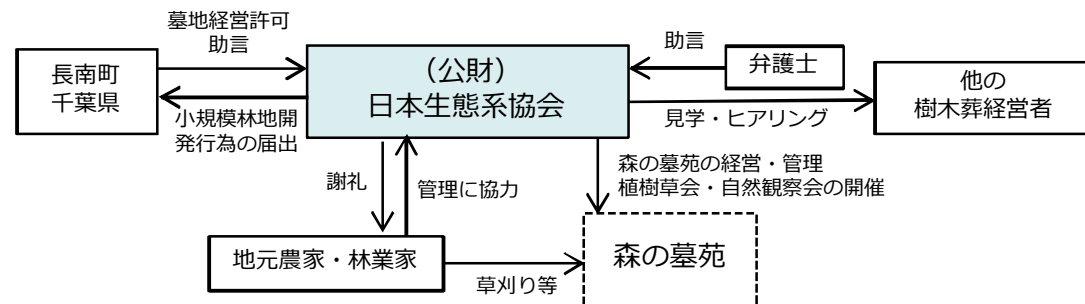 墓地経営許可
助言
長南町
千葉県
小規模林地開
発行為の届出
（公財）
日本生態系協会
助言
弁護士
見学・ヒアリング
他の
樹木葬経営者
謝礼
管理に協力
森の墓苑の経営・管理
植樹草会・自然観察会の開催
地元農家・林業家
草刈り等
森の墓苑